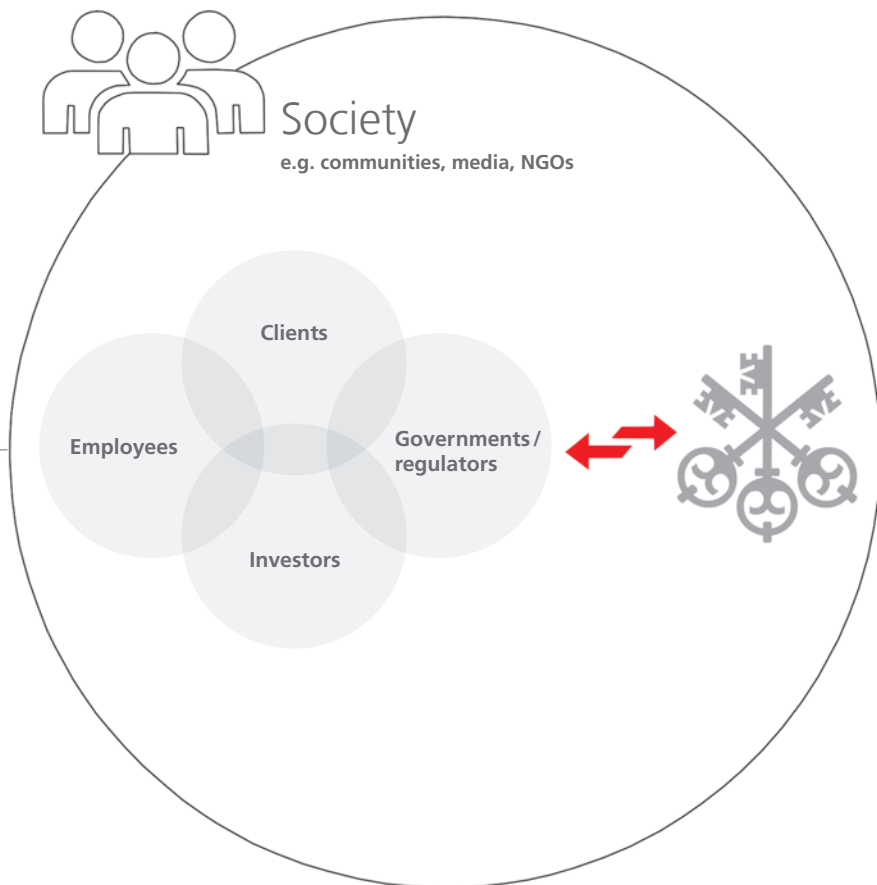 Society
e.g. communities, media, NGOs
Clients
Employees
Governments /
regulators
Investors